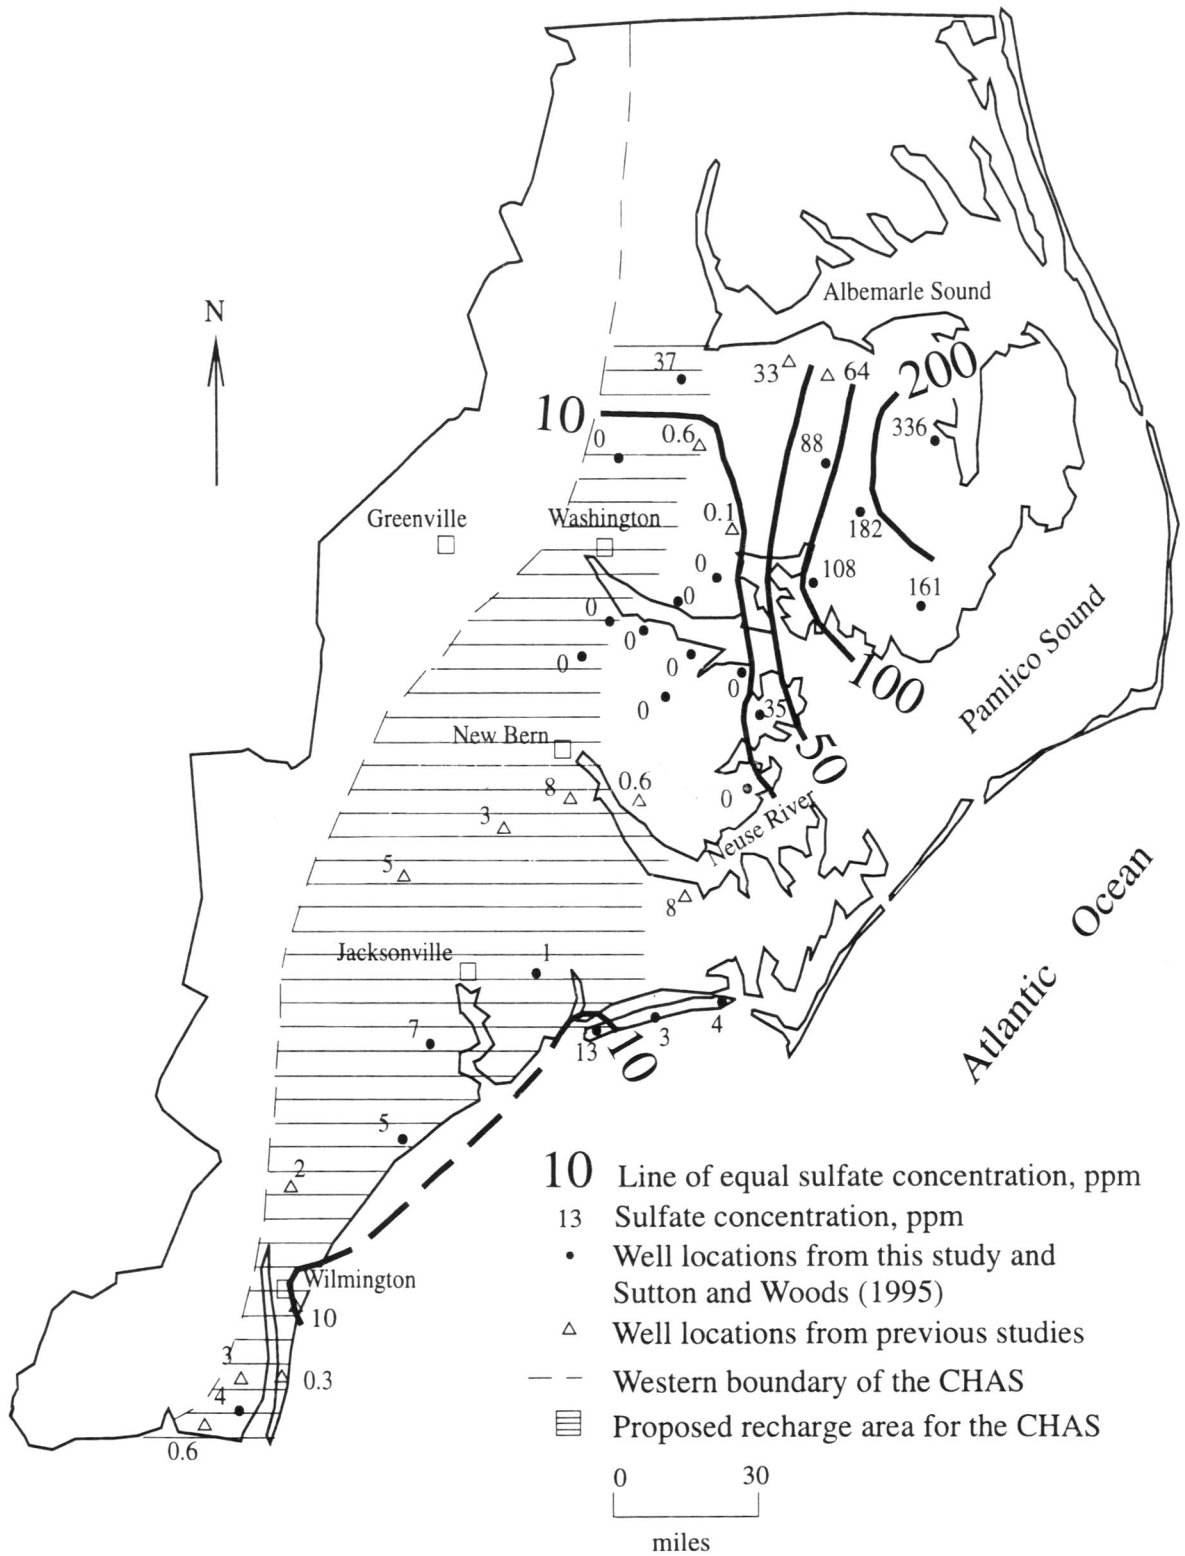 N
Albemarle Sound
37
33
64
200
10
336
0
0.6
88
Greenville
Washington
0.1
182
0
108
161
0
0
0
0
0
0
0
Pamlico Sound
100
35
New Bern
50
8
0.6
0
3
Neuse River
5
8
Ocean
Jacksonville
1
Atlantic
4
7
3
13
10
5
2
10 Line of equal sulfate concentration, ppm
13 Sulfate concentration, ppm
Well locations from this study and
Sutton and Woods (1995)
Wilmington
10
Well locations from previous studies
3
0.3
Western boundary of the CHAS
4
Proposed recharge area for the CHAS
0.6
0 30
miles